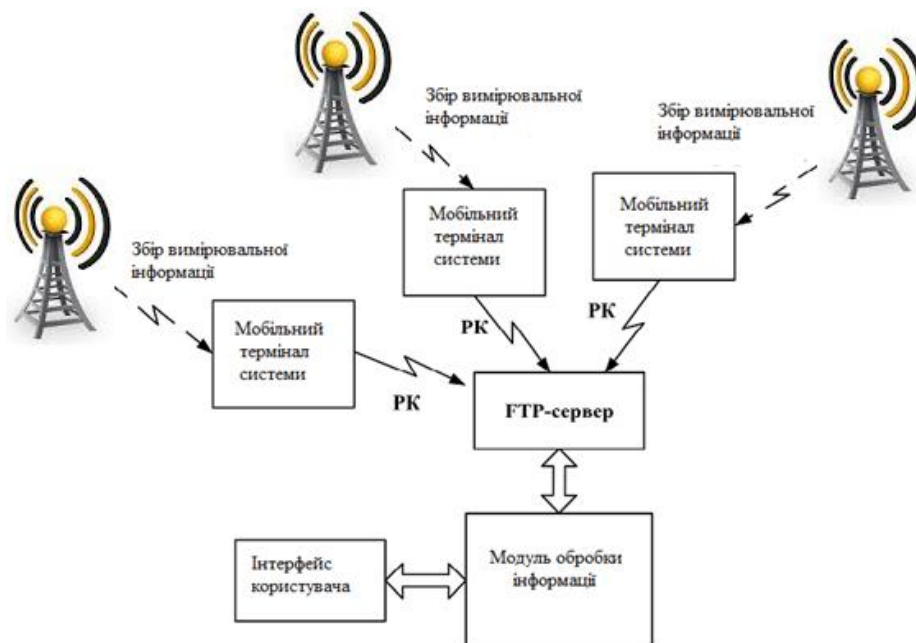 Збір вимірювальної
інформації
Збір вимірювальної
інформації
Мобільний
термінал
системи
Мобільний
термінал
системи
Збір вимірювальної
інформації
РК
РК
Мобільний
термінал
системи
РК
FTP-сервер
Інтерфейс
користувача
Модуль обробки
інформації